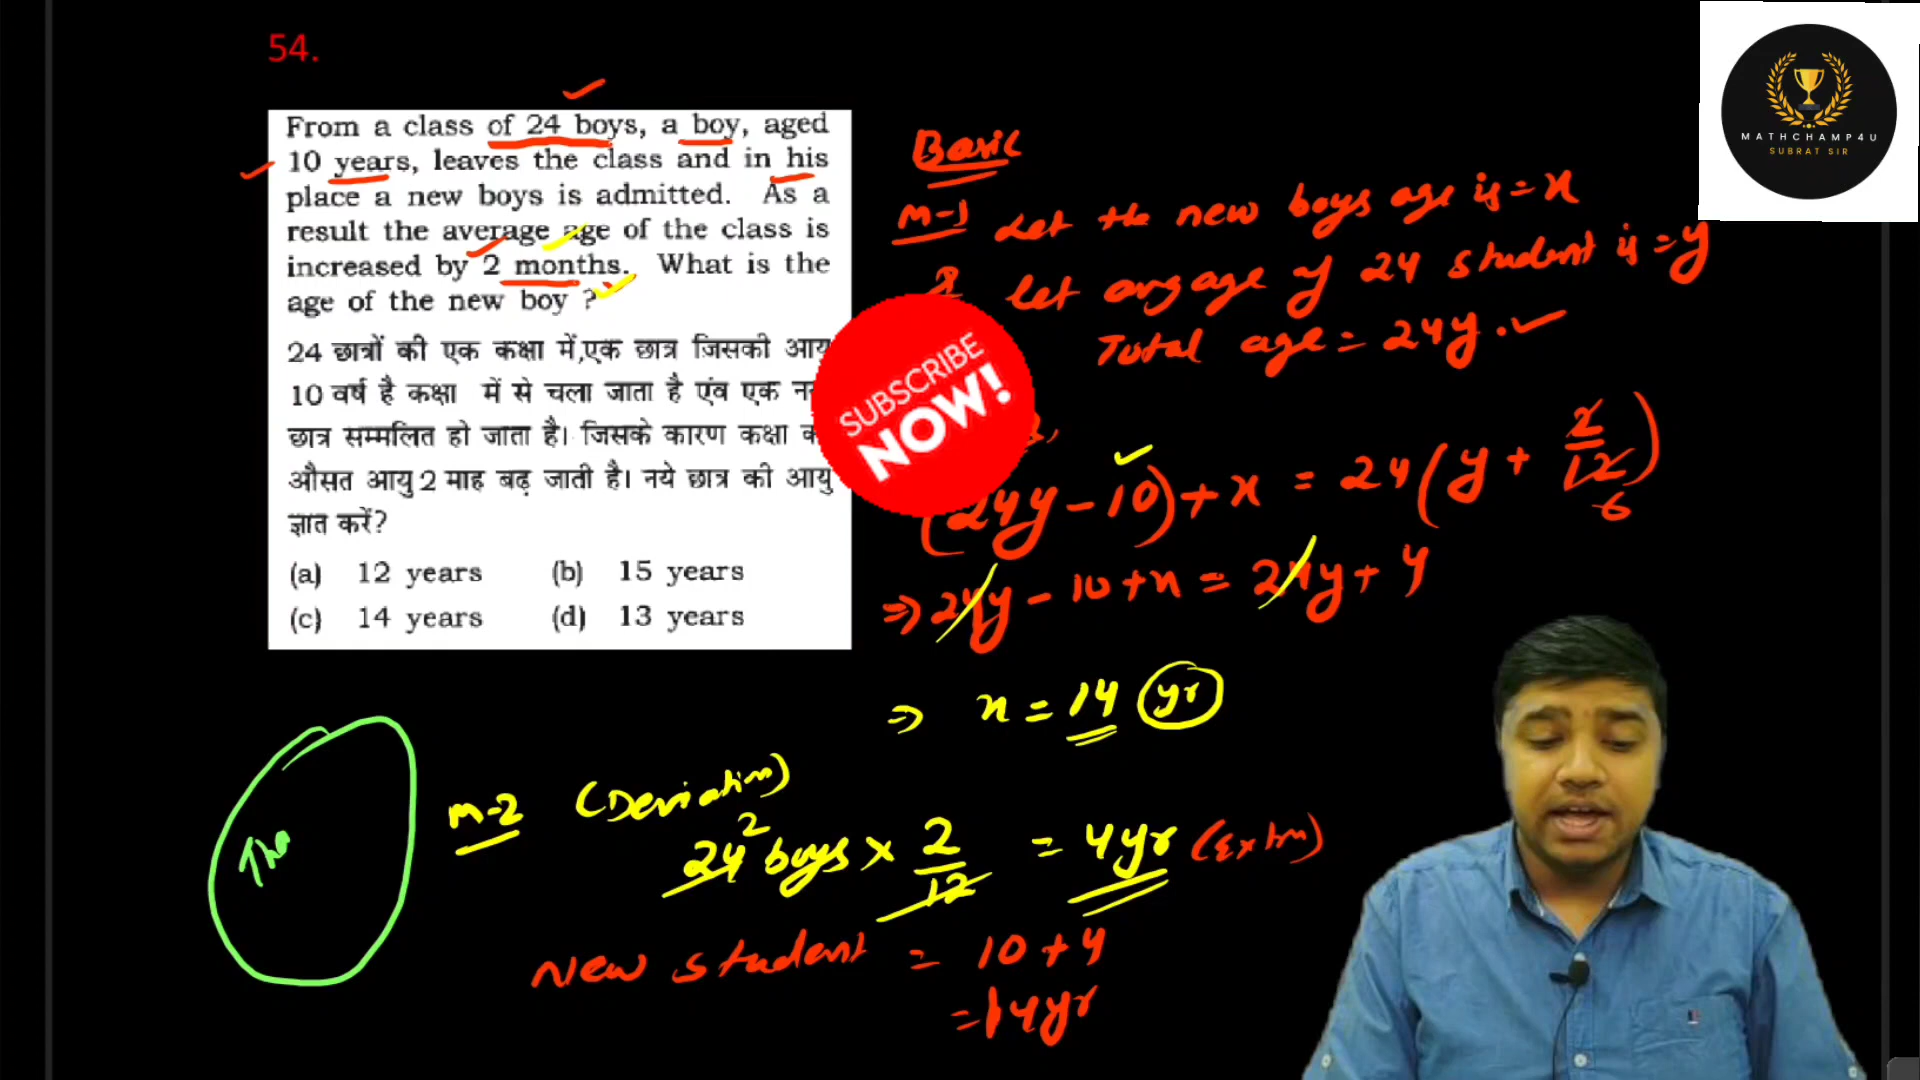 54.
From a class of 24 boys, a boy, aged
10 years, leaves the class and in his
place a new boys is admitted. As a
result the average age of the class is
increased by 2 months. What is the
age of the new boy ?
24 छात्रों की एक कक्षा में,एक छात्र जिसकी आयु
10 वर्ष है कक्षा में से चला जाता है एंव एक
छात्र सम्मलित हो जाता है। जिसके कारण कक्षा
औसत आयु 2 माह बढ़ जाती है। नये छात्र की आयु
ज्ञात करें?
(a) 12 years (b) 15 years
(c) 14 years (d) 13 years
Basic
M-1 Let the new boys age is = x
Let avg age of 24 student is = y
Total age = 24y.
(24y - 10) + x = 24(y + 2/12)
6
⇒ 24y - 10 + x = 24y + 4
⇒ x = 14 yr
M-2 (Deviation)
24 2 boys × 2/12 = 4yr (Extra)
New student = 10 + 4
= 14yr
The
SUBSCRIBE
NOW!
MATHCHAMP4U
SUBRAT SIR